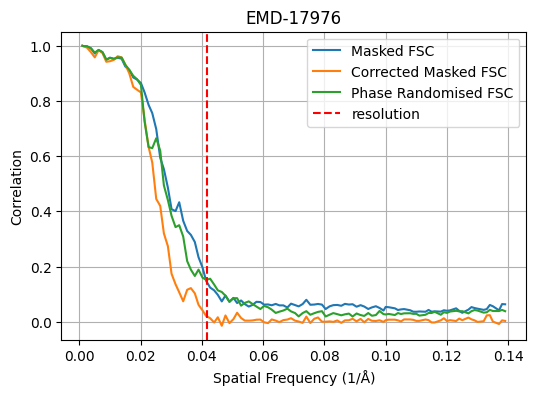 EMD-17976
Masked FSC
Corrected Masked FSC
Phase Randomised FSC
resolution
Correlation
1.0
0.8
0.6
0.4
0.2
0.0
0.00 0.02 0.04 0.06 0.08 0.10 0.12 0.14
Spatial Frequency (1/Å)